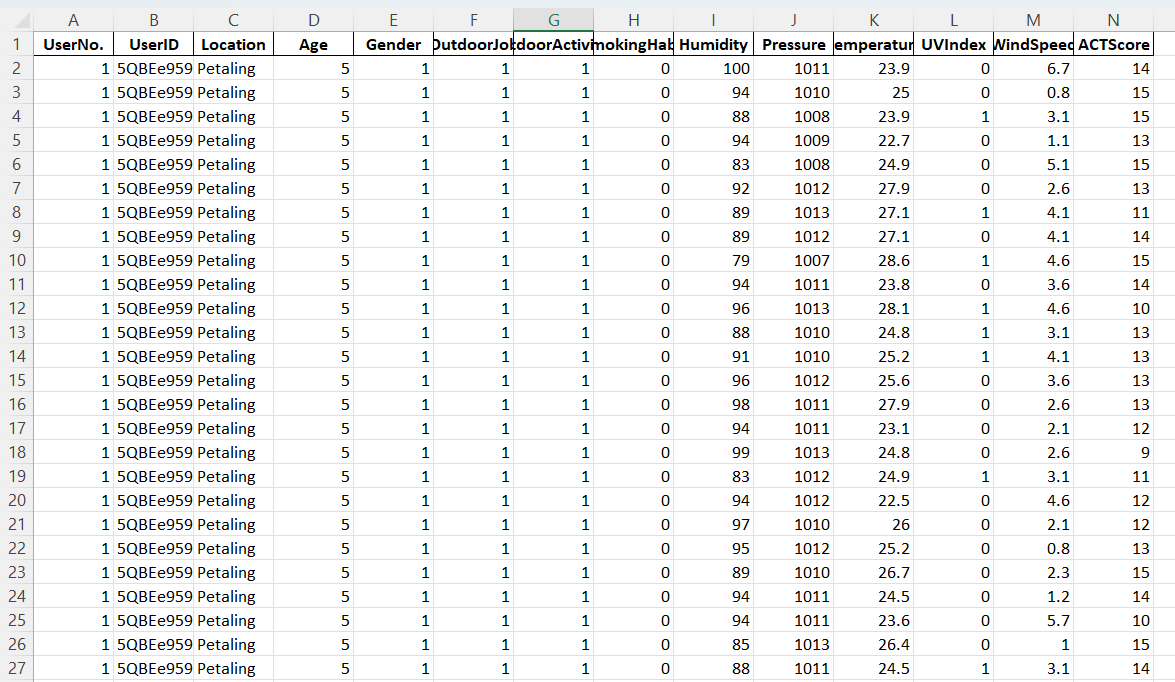 A B C D E F G H I J K L M N
1 UserNo. UserID Location Age Gender OutdoorJol tdoorActivi mokingHab Humidity Pressure emperatur UVIndex WindSpeed ACTScore
2 1 5QBEe959 Petaling 5 1 1 1 0 100 1011 23.9 0 6.7 14
3 1 5QBEe959 Petaling 5 1 1 1 0 94 1010 25 0 0.8 15
4 1 5QBEe959 Petaling 5 1 1 1 0 88 1008 23.9 1 3.1 15
5 1 5QBEe959 Petaling 5 1 1 1 0 94 1009 22.7 0 1.1 13
6 1 5QBEe959 Petaling 5 1 1 1 0 83 1008 24.9 0 5.1 15
7 1 5QBEe959 Petaling 5 1 1 1 0 92 1012 27.9 0 2.6 13
8 1 5QBEe959 Petaling 5 1 1 1 0 89 1013 27.1 1 4.1 11
9 1 5QBEe959 Petaling 5 1 1 1 0 89 1012 27.1 0 4.1 14
10 1 5QBEe959 Petaling 5 1 1 1 0 79 1007 28.6 1 4.6 15
11 1 5QBEe959 Petaling 5 1 1 1 0 94 1011 23.8 0 3.6 14
12 1 5QBEe959 Petaling 5 1 1 1 0 96 1013 28.1 1 4.6 10
13 1 5QBEe959 Petaling 5 1 1 1 0 88 1010 24.8 1 3.1 13
14 1 5QBEe959 Petaling 5 1 1 1 0 91 1010 25.2 1 4.1 13
15 1 5QBEe959 Petaling 5 1 1 1 0 96 1012 25.6 0 3.6 13
16 1 5QBEe959 Petaling 5 1 1 1 0 98 1011 27.9 0 2.6 13
17 1 5QBEe959 Petaling 5 1 1 1 0 94 1011 23.1 0 2.1 12
18 1 5QBEe959 Petaling 5 1 1 1 0 99 1013 24.8 0 2.6 9
19 1 5QBEe959 Petaling 5 1 1 1 0 83 1012 24.9 1 3.1 11
20 1 5QBEe959 Petaling 5 1 1 1 0 94 1012 22.5 0 4.6 12
21 1 5QBEe959 Petaling 5 1 1 1 0 97 1010 26 0 2.1 12
22 1 5QBEe959 Petaling 5 1 1 1 0 95 1012 25.2 0 0.8 13
23 1 5QBEe959 Petaling 5 1 1 1 0 89 1010 26.7 0 2.3 15
24 1 5QBEe959 Petaling 5 1 1 1 0 94 1011 24.5 0 1.2 14
25 1 5QBEe959 Petaling 5 1 1 1 0 94 1011 23.6 0 5.7 10
26 1 5QBEe959 Petaling 5 1 1 1 0 85 1013 26.4 0 1 15
27 1 5QBEe959 Petaling 5 1 1 1 0 88 1011 24.5 1 3.1 14